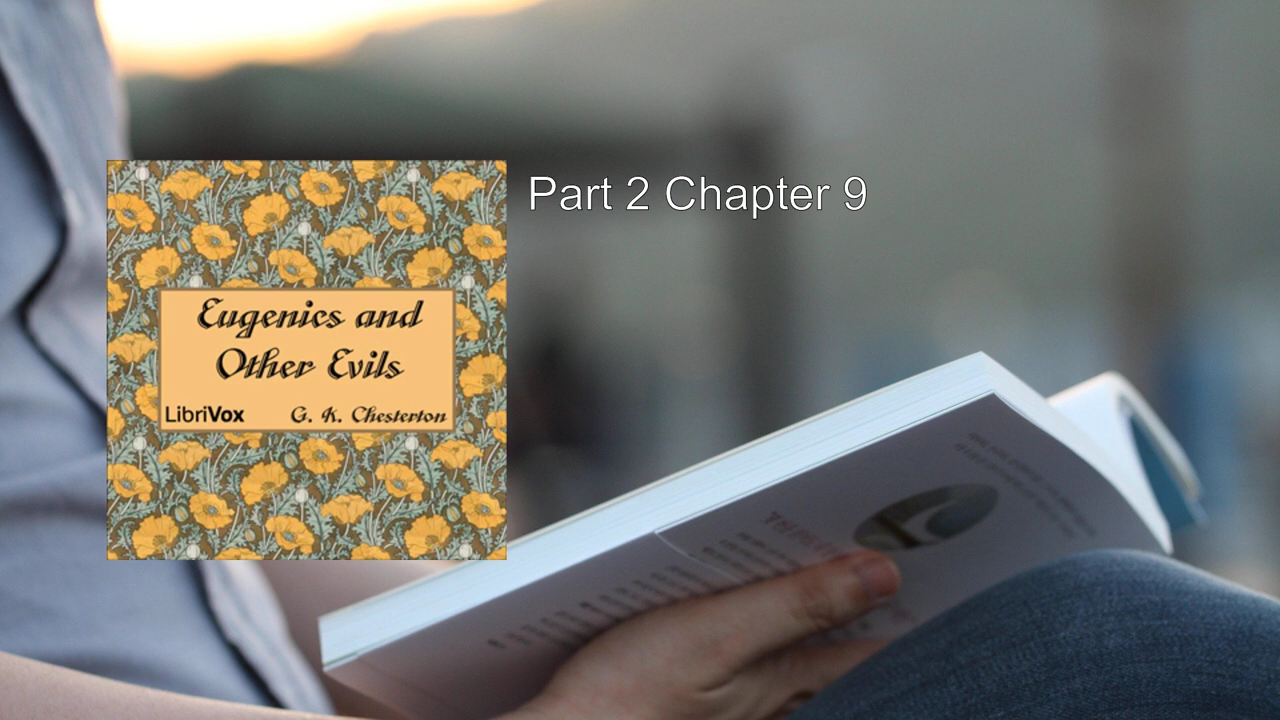 Part 2 Chapter 9
Eugenics and
Other Evils
LibriVox G. K. Chesterton